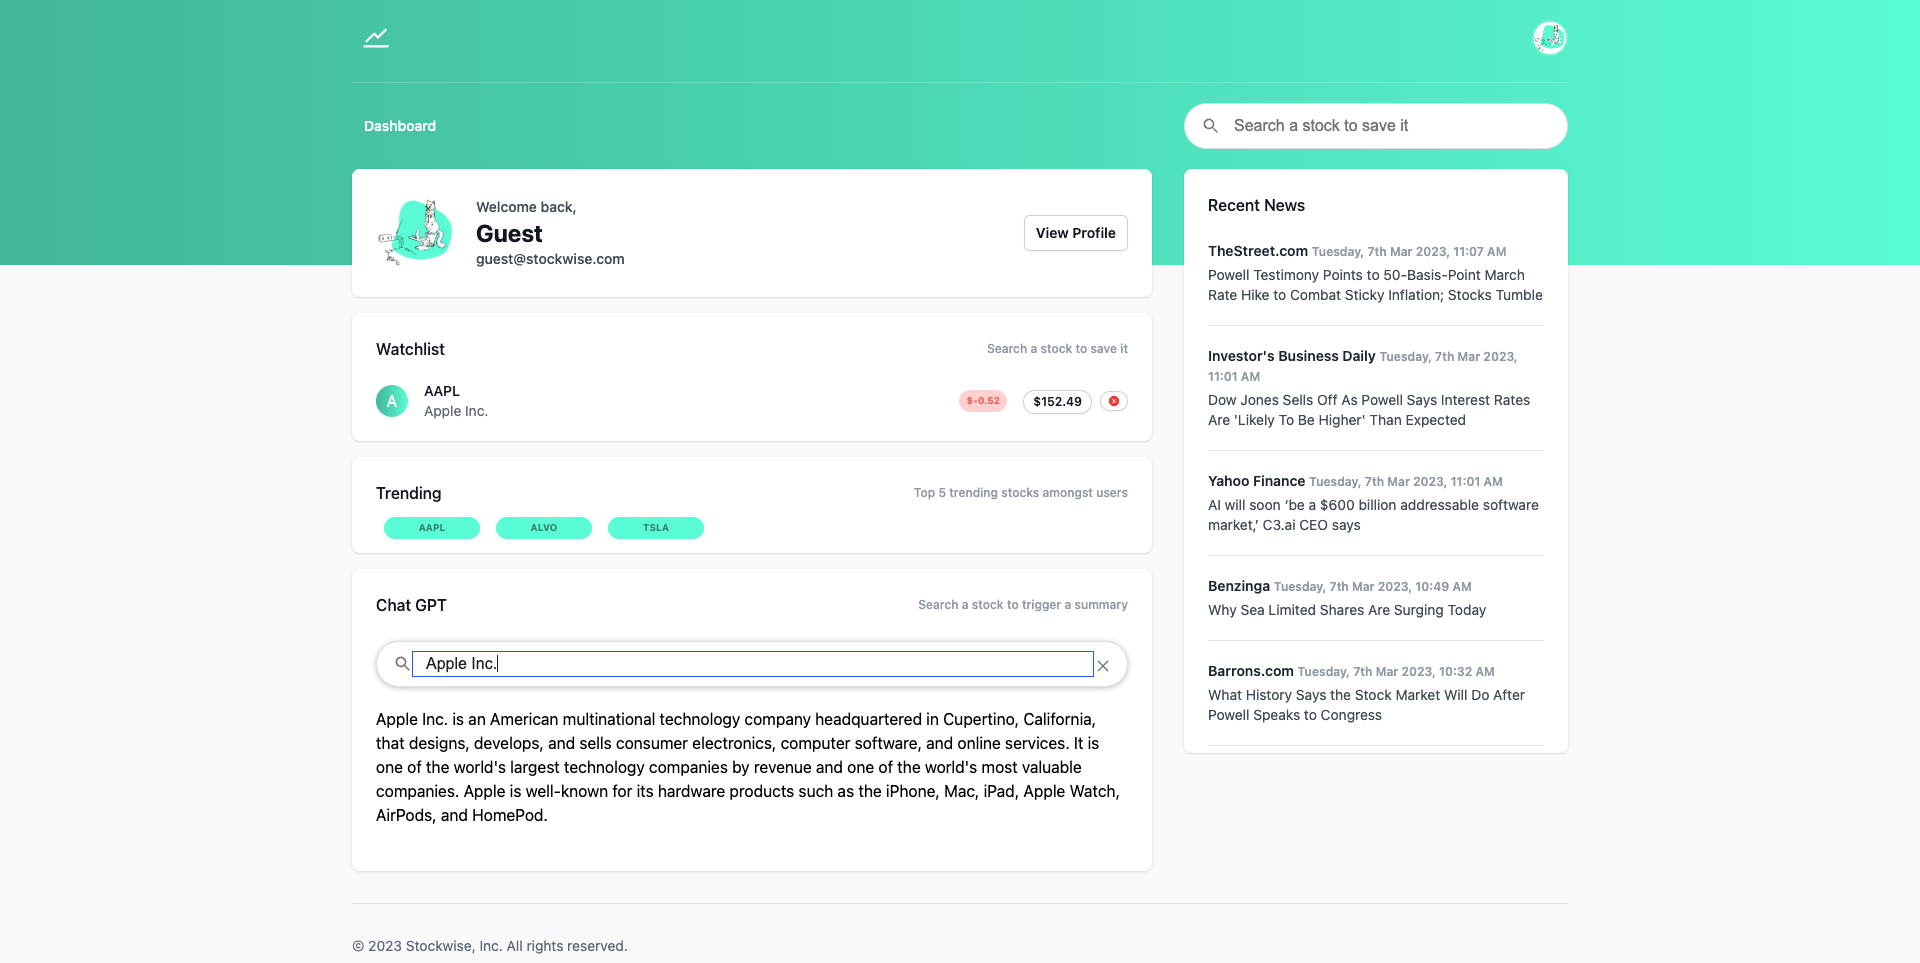 Dashboard
Search a stock to save it
Welcome back,
Guest
guest@stockwise.com
View Profile
Watchlist
Search a stock to save it
A
AAPL
Apple Inc.
$-0.52
$152.49
Trending
Top 5 trending stocks amongst users
AAPL
ALVO
TSLA
Chat GPT
Search a stock to trigger a summary
Apple Inc.
Apple Inc. is an American multinational technology company headquartered in Cupertino, California,
that designs, develops, and sells consumer electronics, computer software, and online services. It is
one of the world's largest technology companies by revenue and one of the world's most valuable
companies. Apple is well-known for its hardware products such as the iPhone, Mac, iPad, Apple Watch,
AirPods, and HomePod.
Recent News
TheStreet.com Tuesday, 7th Mar 2023, 11:07 AM
Powell Testimony Points to 50-Basis-Point March
Rate Hike to Combat Sticky Inflation; Stocks Tumble
Investor's Business Daily Tuesday, 7th Mar 2023,
11:01 AM
Dow Jones Sells Off As Powell Says Interest Rates
Are 'Likely To Be Higher' Than Expected
Yahoo Finance Tuesday, 7th Mar 2023, 11:01 AM
AI will soon ‘be a $600 billion addressable software
market,’ C3.ai CEO says
Benzinga Tuesday, 7th Mar 2023, 10:49 AM
Why Sea Limited Shares Are Surging Today
Barrons.com Tuesday, 7th Mar 2023, 10:32 AM
What History Says the Stock Market Will Do After
Powell Speaks to Congress
© 2023 Stockwise, Inc. All rights reserved.